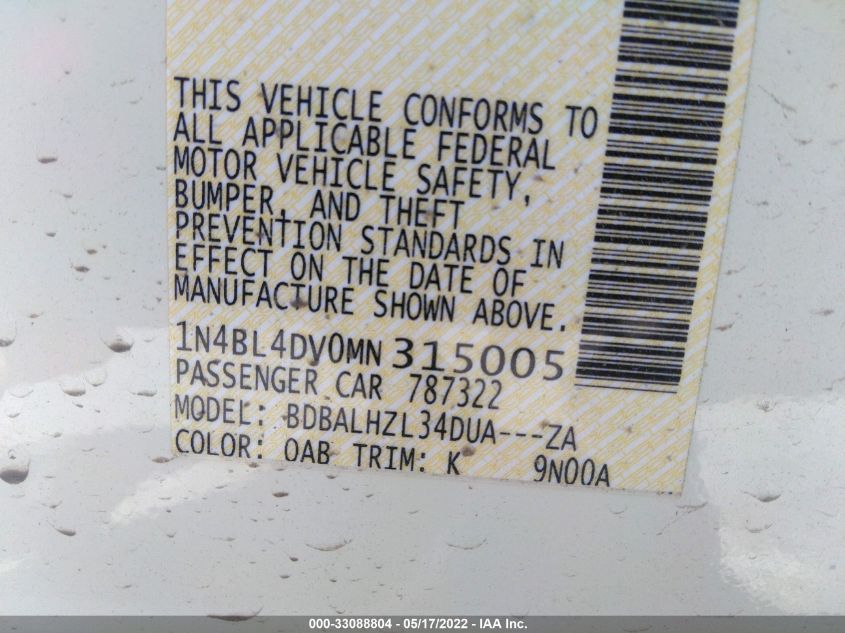 THIS VEHICLE CONFORMS TO
ALL APPLICABLE FEDERAL
MOTOR VEHICLE SAFETY,
BUMPER, AND THEFT
PREVENTION STANDARDS IN
EFFECT ON THE DATE OF
MANUFACTURE SHOWN ABOVE.
1N4BL4DV0MN315005
PASSENGER CAR 787322
MODEL: BDBALHZL34DUA---ZA
COLOR: QAB TRIM: K 9N00A
000-33088804 - 05/17/2022 - IAA Inc.